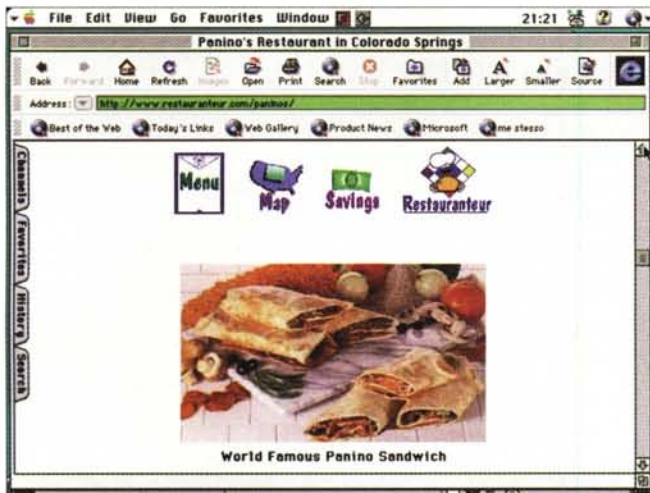 File Edit View Go Favorites Window 21:21
Panino's Restaurant in Colorado Springs
Back Forward Home Refresh Images Open Print Search Stop Favorites Add Larger Smaller Source
Address: http://www.restauranteur.com/paninos/
Best of the Web Today's Links Web Gallery Product News Microsoft me stesso
Channels
Favorites
History
Search
Menu Map Savings Restauranteur
World Famous Panino Sandwich